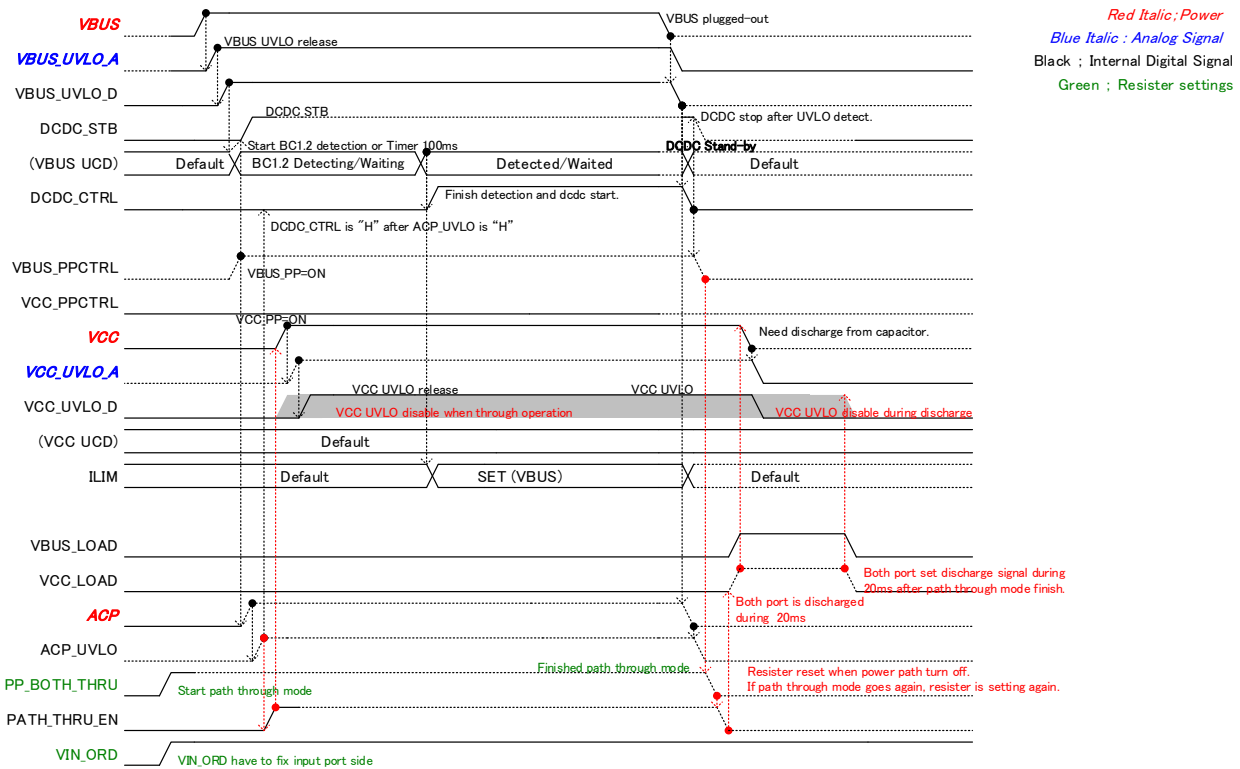 VBUS
VBUS plugged-out
Red Italic; Power
VBUS UVLO release
Blue Italic : Analog Signal
VBUS_UVLO_A
Black ; Internal Digital Signal
VBUS_UVLO_D
Green ; Resister settings
DCDC_STB
DCDC STB
DCDC stop after UVLO detect.
Start BC1.2 detection or Timer 100ms
DCDC Stand-by
(VBUS UCD)
Default
BC1.2 Detecting/Waiting
Detected/Waited
Default
DCDC_CTRL
Finish detection and dcdc start.
DCDC_CTRL is "H" after ACP_UVLO is "H"
VBUS_PPCTRL
VBUS_PP=ON
VCC_PPCTRL
VCC PP=ON
VCC
Need discharge from capacitor.
VCC_UVLO_A
VCC UVLO release
VCC UVLO
VCC_UVLO_D
VCC UVLO disable when through operation
VCC UVLO disable during discharge
(VCC UCD)
Default
ILIM
Default
SET (VBUS)
Default
VBUS_LOAD
VCC_LOAD
Both port set discharge signal during
20ms after path through mode finish.
Both port is discharged
during 20ms
ACP
ACP_UVLO
Finished path through mode
Resister reset when power path turn off.
If path through mode goes again, resister is setting again.
PP_BOTH_THRU
Start path through mode
PATH_THRU_EN
VIN_ORD
VIN_ORD have to fix input port side